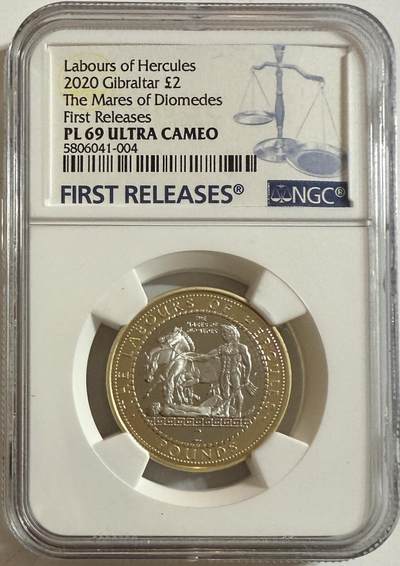 Labours of Hercules
2020 Gibraltar £2
The Mares of Diomedes
First Releases
PL 69 ULTRA CAMEO
5806041-004
FIRST RELEASES®
NGC®
THE LABOURS OF HERCULES
THE
MARES OF
DIOMEDES
2
POUNDS